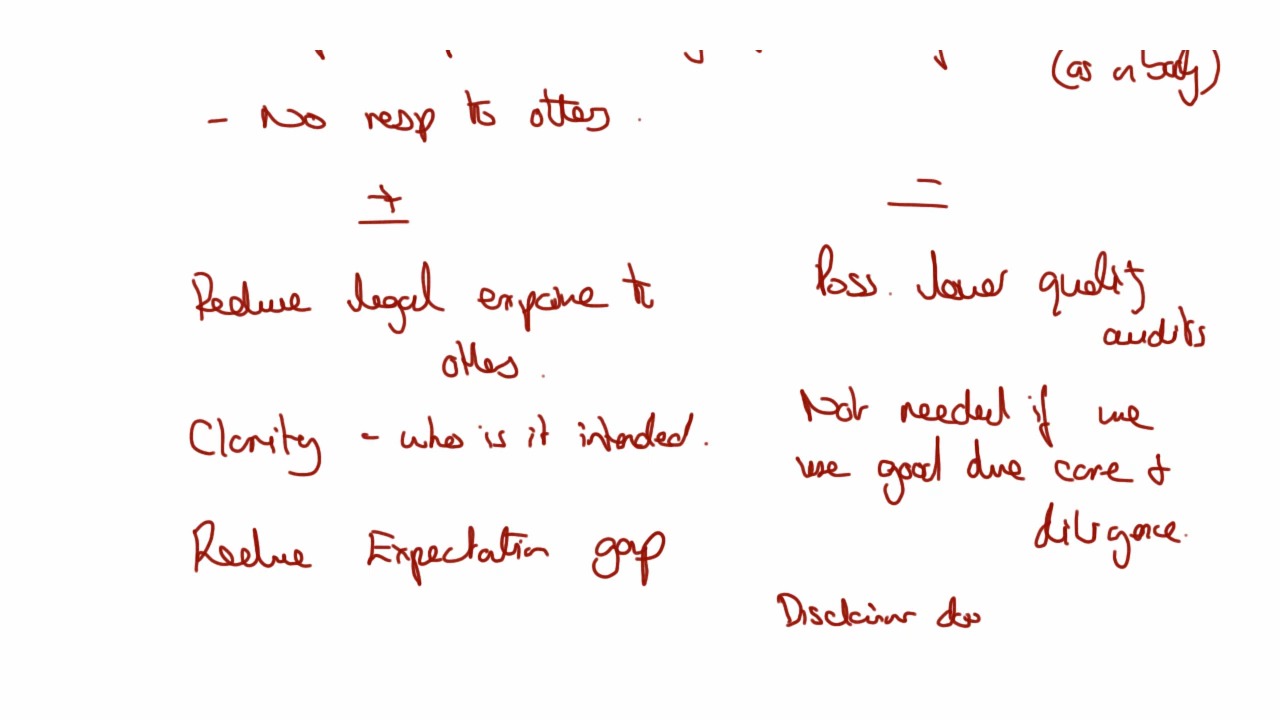 (as a body)
- No resp to others.
+
-
Reduce legal exposure to
others.
Clarity - who is it intended.
Reduce Expectation gap
Poss. lower quality
audits
Not needed if we
use good due care &
diligence.
Disclaimer